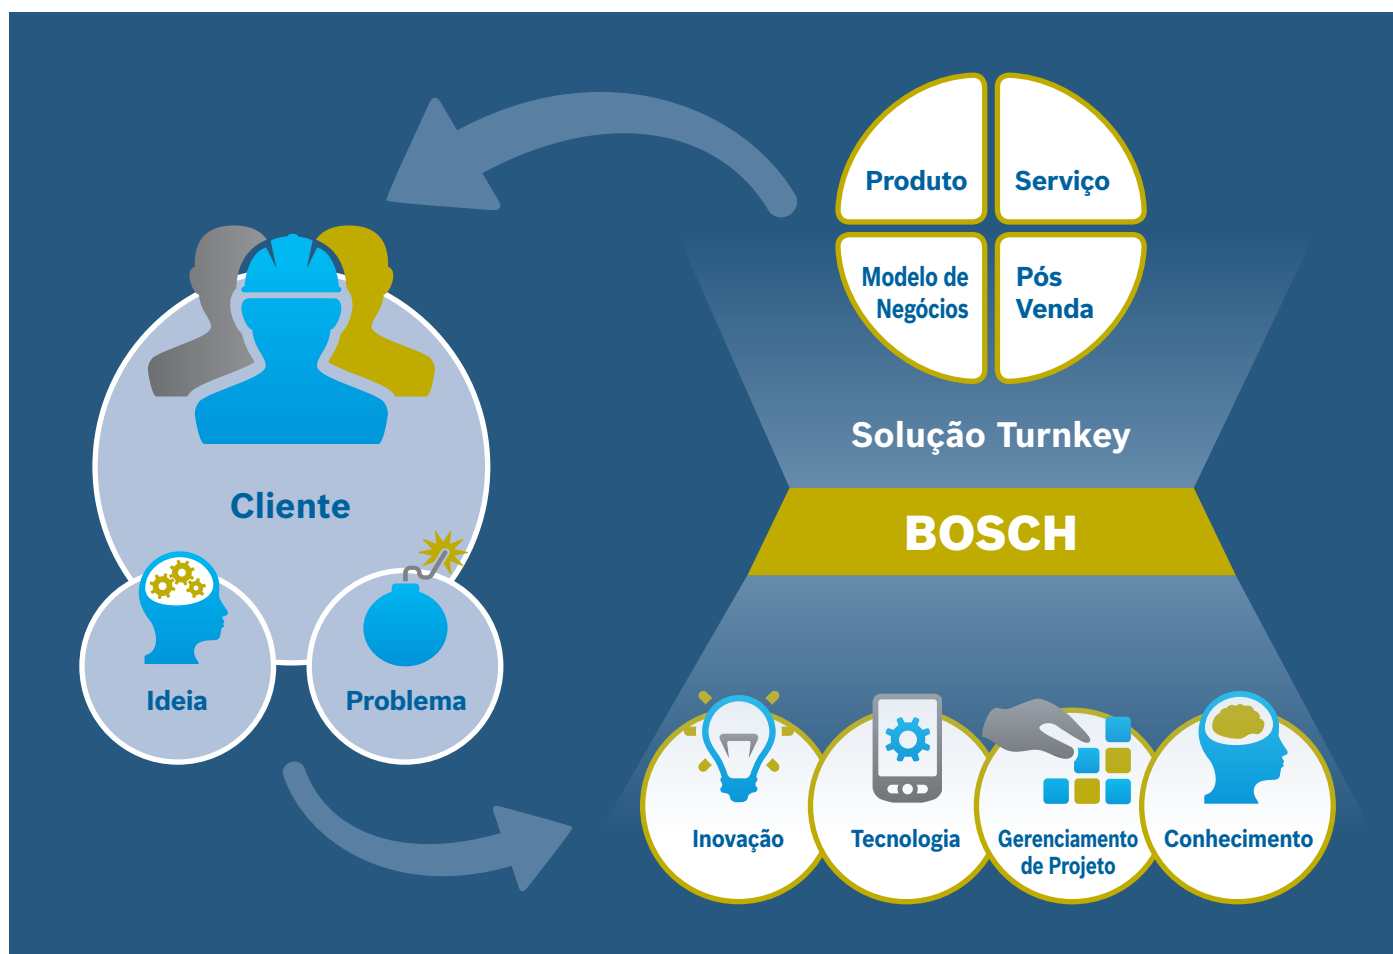 Produto
Serviço
Modelo de
Negócios
Pós
Venda
Solução Turnkey
BOSCH
Cliente
Ideia
Problema
Inovação
Tecnologia
Gerenciamento
de Projeto
Conhecimento